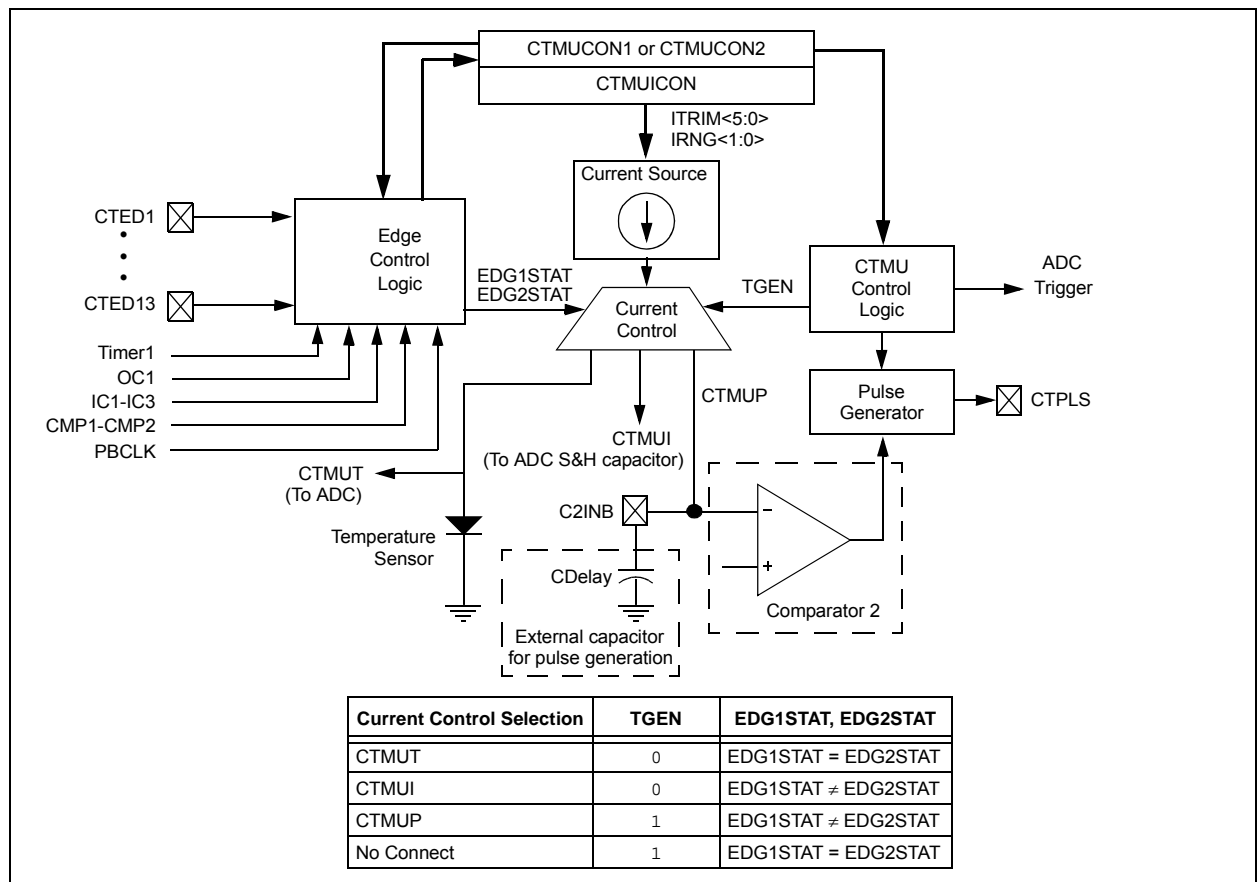 CTMUCON1 or CTMUCON2
CTMUICON
ITRIM<5:0>
IRNG<1:0>
Current Source
CTED1
CTED13
Edge
Control
Logic
EDG1STAT
EDG2STAT
Current
Control
TGEN
CTMU
Control
Logic
ADC
Trigger
Timer1
OC1
IC1-IC3
CMP1-CMP2
PBCLK
CTMUP
Pulse
Generator
CTPLS
CTMUT
(To ADC)
CTMUI
(To ADC S&H capacitor)
C2INB
Temperature
Sensor
CDelay
External capacitor
for pulse generation
−
+
Comparator 2
Current Control Selection TGEN EDG1STAT, EDG2STAT
CTMUT 0 EDG1STAT = EDG2STAT
CTMUI 0 EDG1STAT ≠ EDG2STAT
CTMUP 1 EDG1STAT ≠ EDG2STAT
No Connect 1 EDG1STAT = EDG2STAT